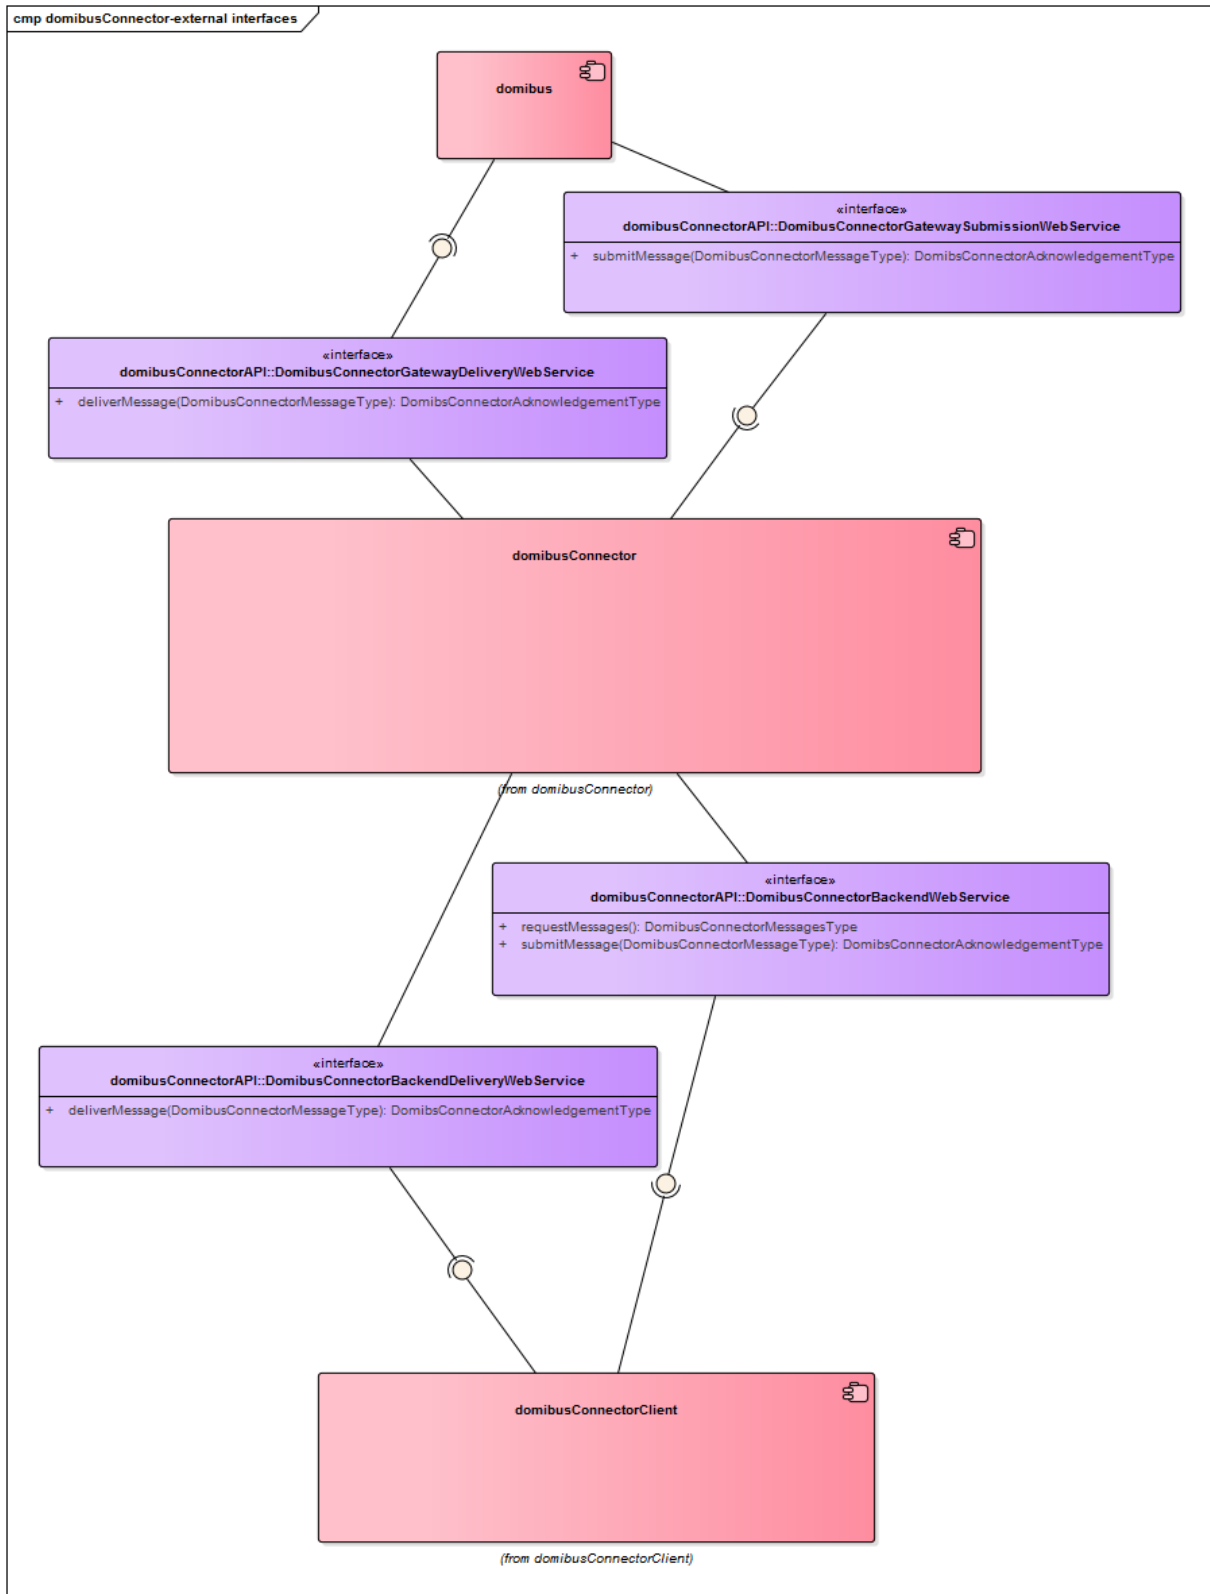 cmp domibusConnector-external interfaces
domibus
«interface»
domibusConnectorAPI::DomibusConnectorGatewaySubmissionWebService
+ submitMessage(DomibusConnectorMessageType): DomibsConnectorAcknowledgementType
«interface»
domibusConnectorAPI::DomibusConnectorGatewayDeliveryWebService
+ deliverMessage(DomibusConnectorMessageType): DomibsConnectorAcknowledgementType
domibusConnector
(from domibusConnector)
«interface»
domibusConnectorAPI::DomibusConnectorBackendWebService
+ requestMessages(): DomibusConnectorMessagesType
+ submitMessage(DomibusConnectorMessageType): DomibsConnectorAcknowledgementType
«interface»
domibusConnectorAPI::DomibusConnectorBackendDeliveryWebService
+ deliverMessage(DomibusConnectorMessageType): DomibsConnectorAcknowledgementType
domibusConnectorClient
(from domibusConnectorClient)